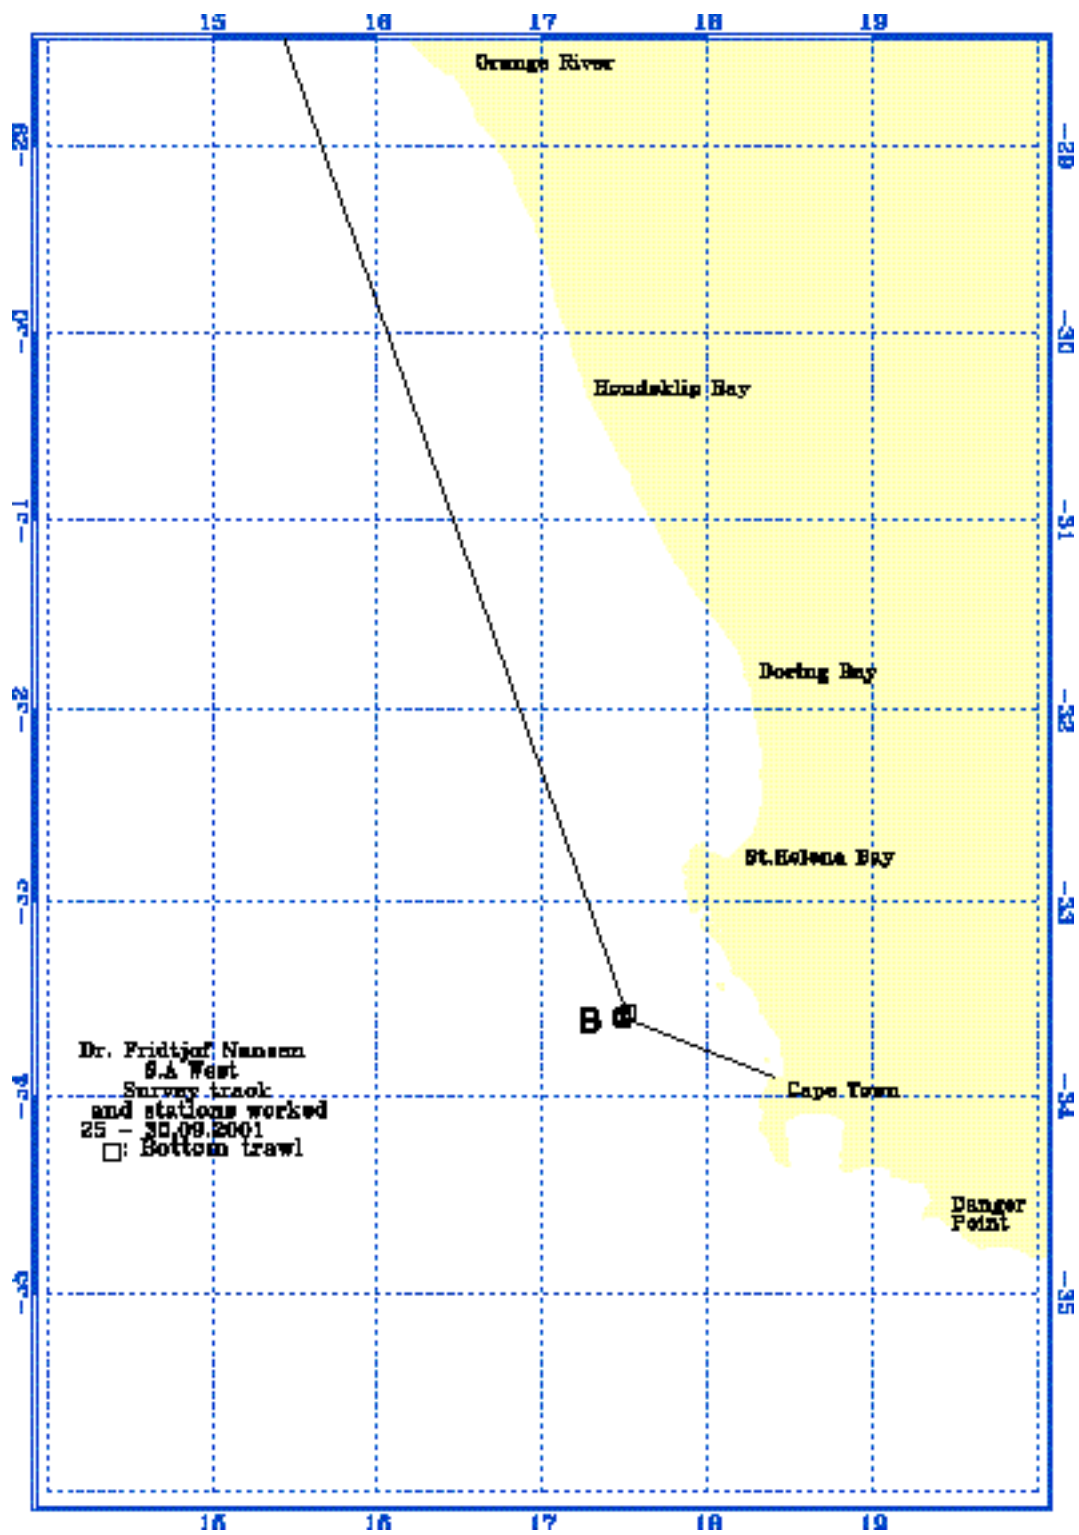 15 16 17 18 19
Orange River
-29 -29
-30 -30
Hondeklip Bay
-31 -31
Doring Bay
-32 -32
St.Helena Bay
-33 -33
B
Dr. Fridtjof Nansen
S.A West
Survey track
and stations worked
25 - 30.09.2001
□: Bottom trawl
Cape Town
-34 -34
Danger
Point
-35 -35
15 16 17 18 19